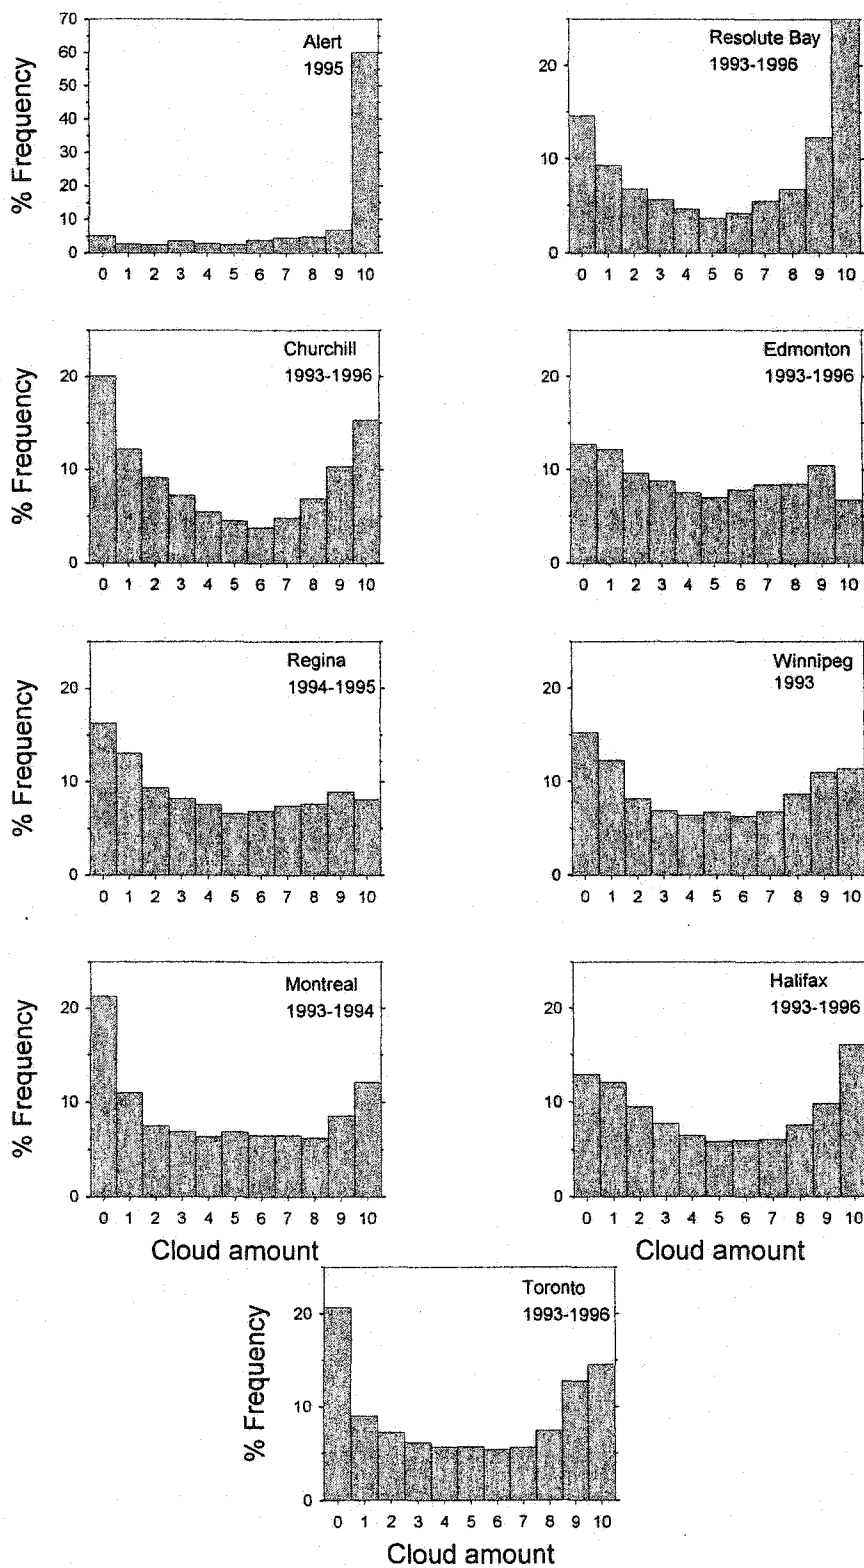 % Frequency
Alert
1995
70
60
50
40
30
20
10
0
0 1 2 3 4 5 6 7 8 9 10
Resolute Bay
1993-1996
20
10
0
0 1 2 3 4 5 6 7 8 9 10
% Frequency
Churchill
1993-1996
20
10
0
0 1 2 3 4 5 6 7 8 9 10
Edmonton
1993-1996
20
10
0
0 1 2 3 4 5 6 7 8 9 10
% Frequency
Regina
1994-1995
20
10
0
0 1 2 3 4 5 6 7 8 9 10
Winnipeg
1993
20
10
0
0 1 2 3 4 5 6 7 8 9 10
% Frequency
Montreal
1993-1994
20
10
0
0 1 2 3 4 5 6 7 8 9 10
Cloud amount
Halifax
1993-1996
20
10
0
0 1 2 3 4 5 6 7 8 9 10
Cloud amount
% Frequency
Toronto
1993-1996
20
10
0
0 1 2 3 4 5 6 7 8 9 10
Cloud amount